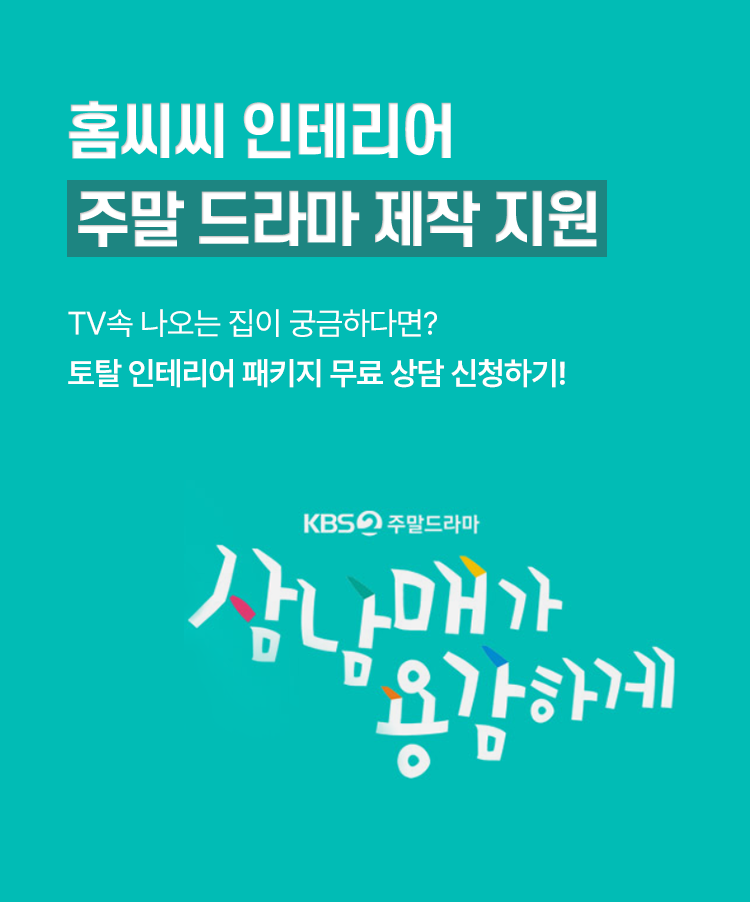 홈씨씨 인테리어
주말 드라마 제작 지원
TV속 나오는 집이 궁금하다면?
토탈 인테리어 패키지 무료 상담 신청하기!
KBS2 주말드라마
삼남매가
용감하게